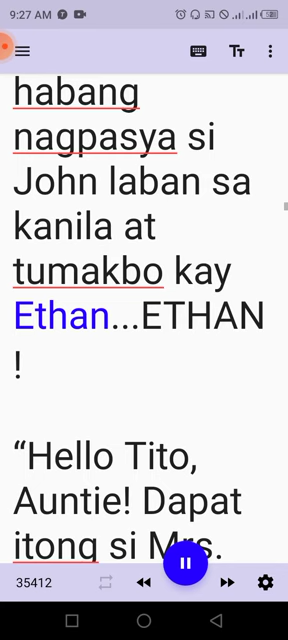 9:27 AM
habang
nagpasya si
John laban sa
kanila at
tumakbo kay
Ethan...ETHAN
!
“Hello Tito,
Auntie! Dapat
itong si Mrs.
35412